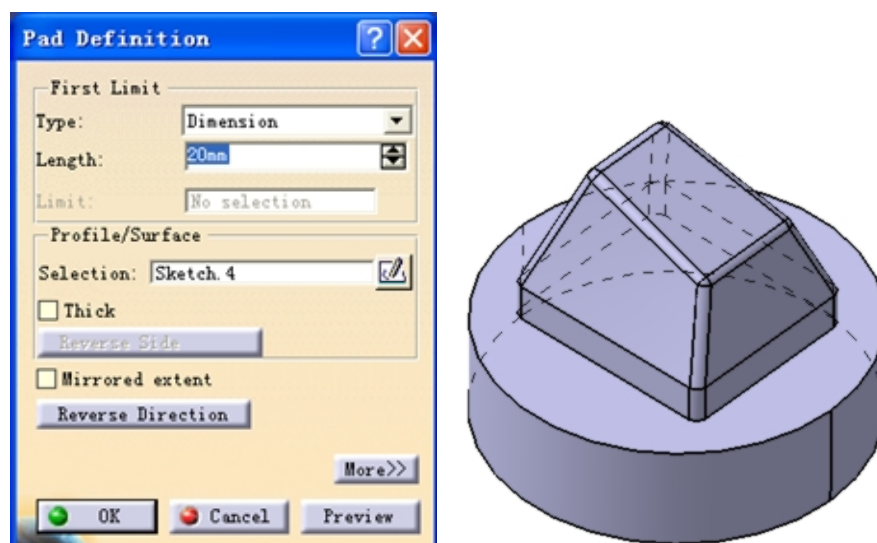 Pad Definition
First Limit
Type: Dimension
Length: 20mm
Limit: No selection
Profile/Surface
Selection: Sketch.4
Thick
Reverse Side
Mirrored extent
Reverse Direction
More>>
OK Cancel Preview